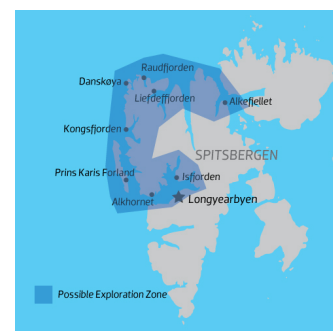 Raudfjorden
Danskøya
Liefdefjorden
Alkefjellet
Kongsfjorden
SPITSBERGEN
Prins Karls Forland
Isfjorden
Alkhornet
Longyearbyen
Possible Exploration Zone